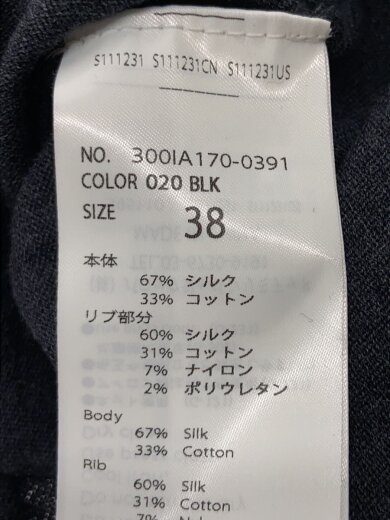 S111231 S111231CN S111231US
NO. 300IA170-0391
COLOR 020 BLK
SIZE 38
本体
67% シルク
33% コットン
リブ部分
60% シルク
31% コットン
7% ナイロン
2% ポリウレタン
Body
67% Silk
33% Cotton
Rib
60% Silk
31% Cotton
7%